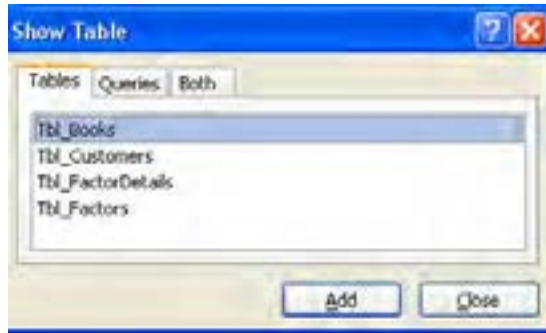 Show Table
Tables Queries Both
Tbl_Books
Tbl_Customers
Tbl_FactorDetails
Tbl_Factors
Add Close